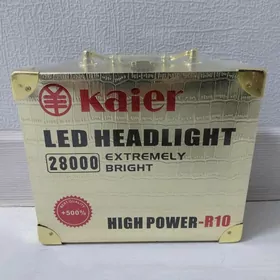 kaier
LED HEADLIGHT
28000 EXTREMELY
BRIGHT
+500%
HIGH POWER-R10